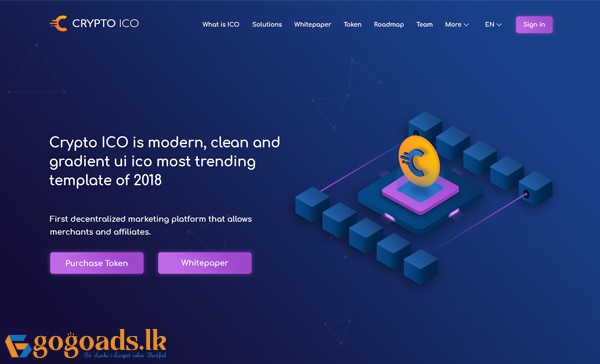 CRYPTO ICO
What is ICO Solutions Whitepaper Token Roadmap Team More EN Sign in
Crypto ICO is modern, clean and
gradient ui ico most trending
template of 2018
First decentralized marketing platform that allows
merchants and affiliates.
Purchase Token Whitepaper
gogoads.lk